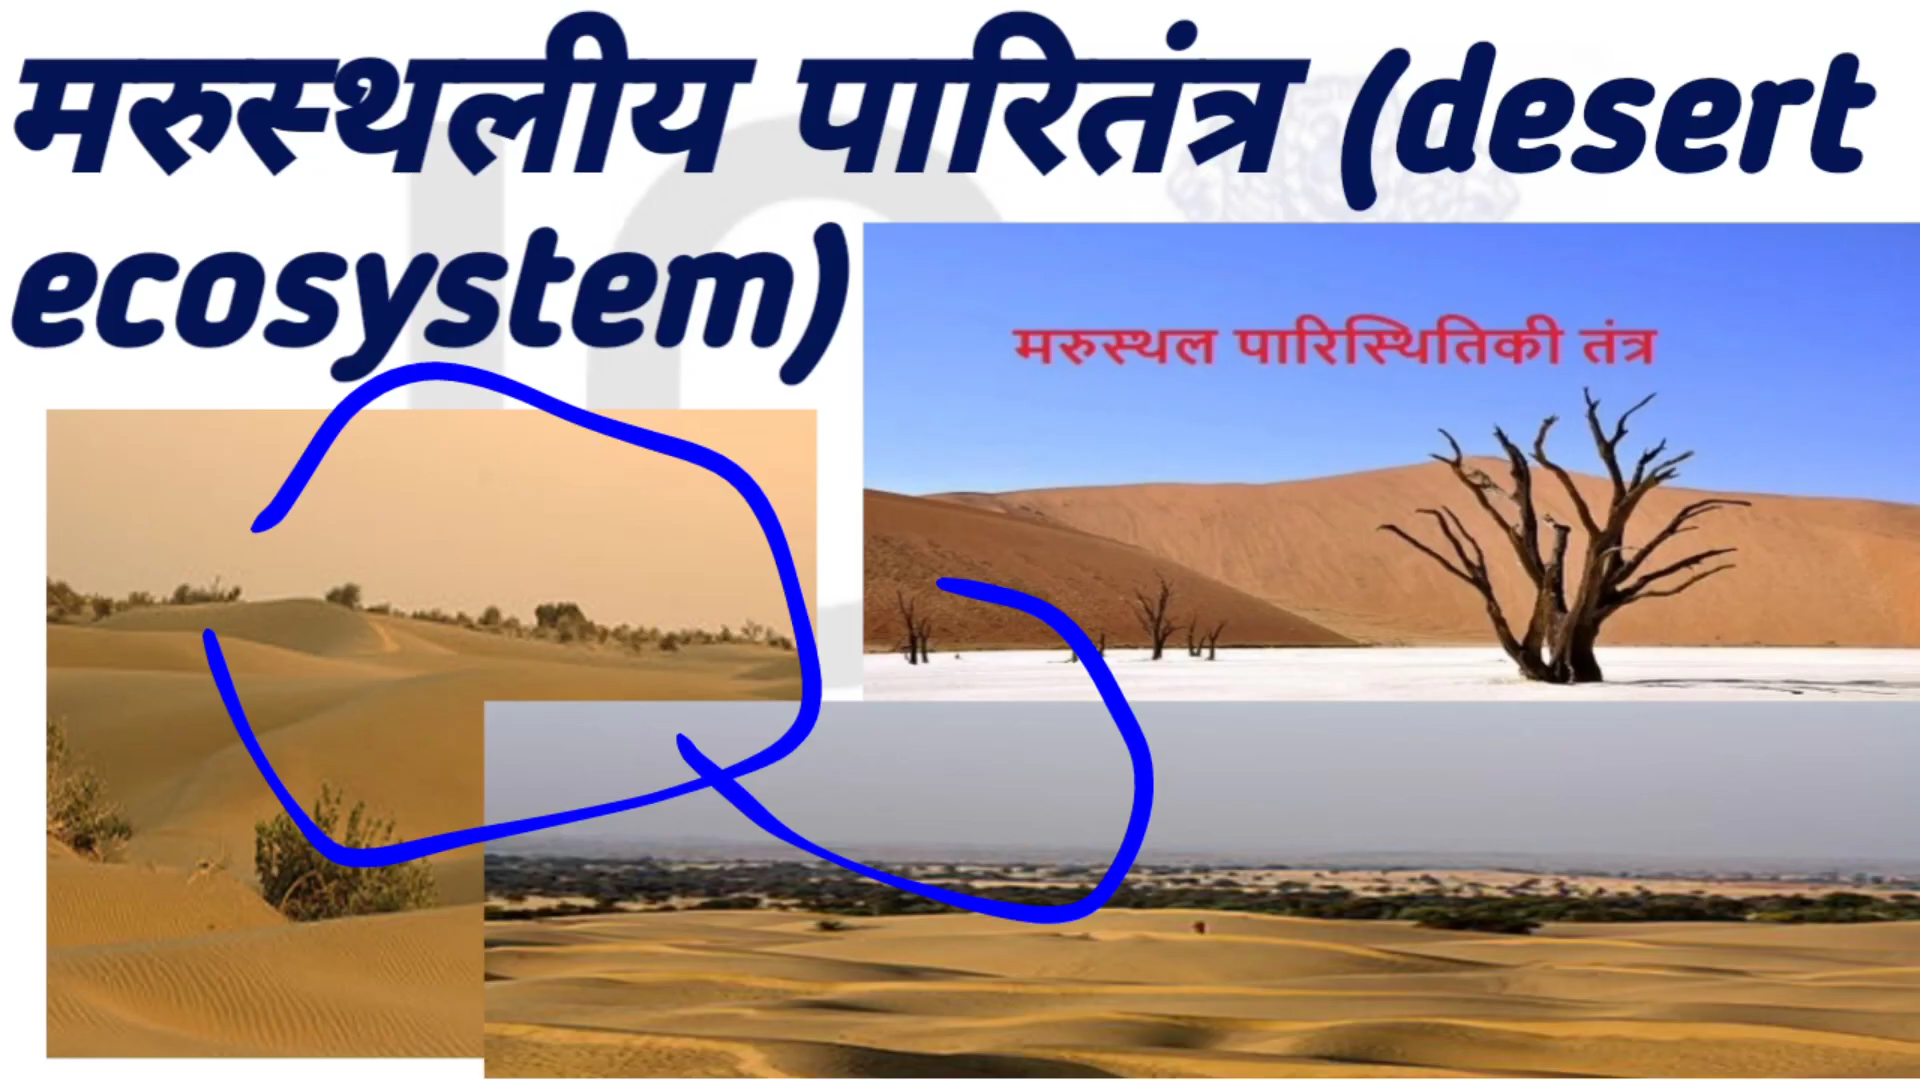 मरुस्थलीय पारितंत्र (desert
ecosystem)
मरुस्थल पारिस्थितिकी तंत्र